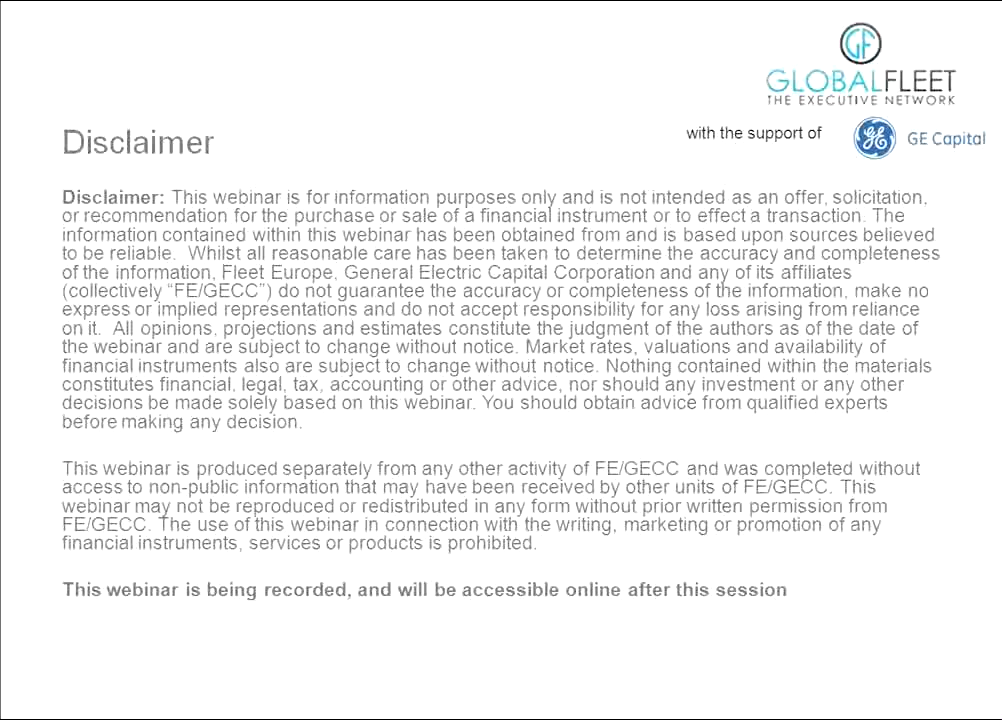 GF
GLOBALFLEET
THE EXECUTIVE NETWORK
with the support of
GE GE Capital
Disclaimer
Disclaimer: This webinar is for information purposes only and is not intended as an offer, solicitation,
or recommendation for the purchase or sale of a financial instrument or to effect a transaction. The
information contained within this webinar has been obtained from and is based upon sources believed
to be reliable. Whilst all reasonable care has been taken to determine the accuracy and completeness
of the information, Fleet Europe, General Electric Capital Corporation and any of its affiliates
(collectively “FE/GECC”) do not guarantee the accuracy or completeness of the information, make no
express or implied representations and do not accept responsibility for any loss arising from reliance
on it. All opinions, projections and estimates constitute the judgment of the authors as of the date of
the webinar and are subject to change without notice. Market rates, valuations and availability of
financial instruments also are subject to change without notice. Nothing contained within the materials
constitutes financial, legal, tax, accounting or other advice, nor should any investment or any other
decisions be made solely based on this webinar. You should obtain advice from qualified experts
before making any decision.
This webinar is produced separately from any other activity of FE/GECC and was completed without
access to non-public information that may have been received by other units of FE/GECC. This
webinar may not be reproduced or redistributed in any form without prior written permission from
FE/GECC. The use of this webinar in connection with the writing, marketing or promotion of any
financial instruments, services or products is prohibited.
This webinar is being recorded, and will be accessible online after this session